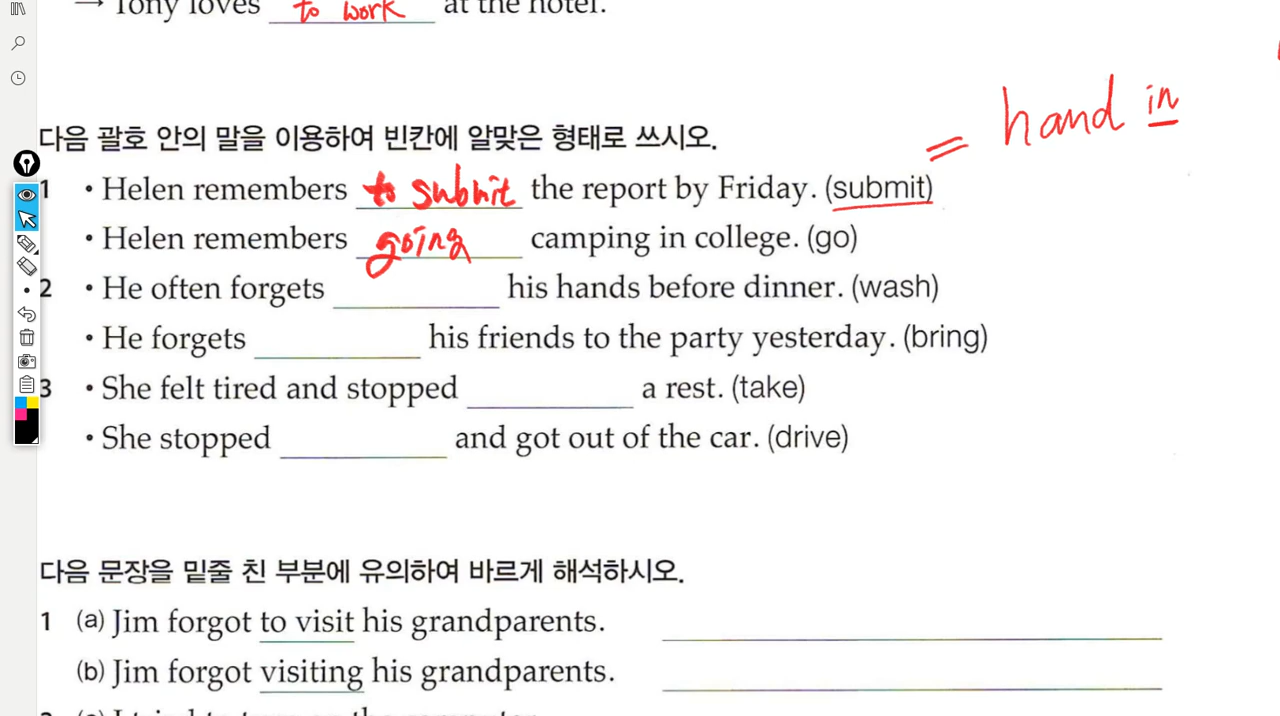 → Tony loves to work at the hotel.
= hand in
다음 괄호 안의 말을 이용하여 빈칸에 알맞은 형태로 쓰시오.
1 • Helen remembers to submit the report by Friday. (submit)
• Helen remembers going camping in college. (go)
2 • He often forgets his hands before dinner. (wash)
• He forgets his friends to the party yesterday. (bring)
3 • She felt tired and stopped a rest. (take)
• She stopped and got out of the car. (drive)
다음 문장을 밑줄 친 부분에 유의하여 바르게 해석하시오.
1 (a) Jim forgot to visit his grandparents.
(b) Jim forgot visiting his grandparents.